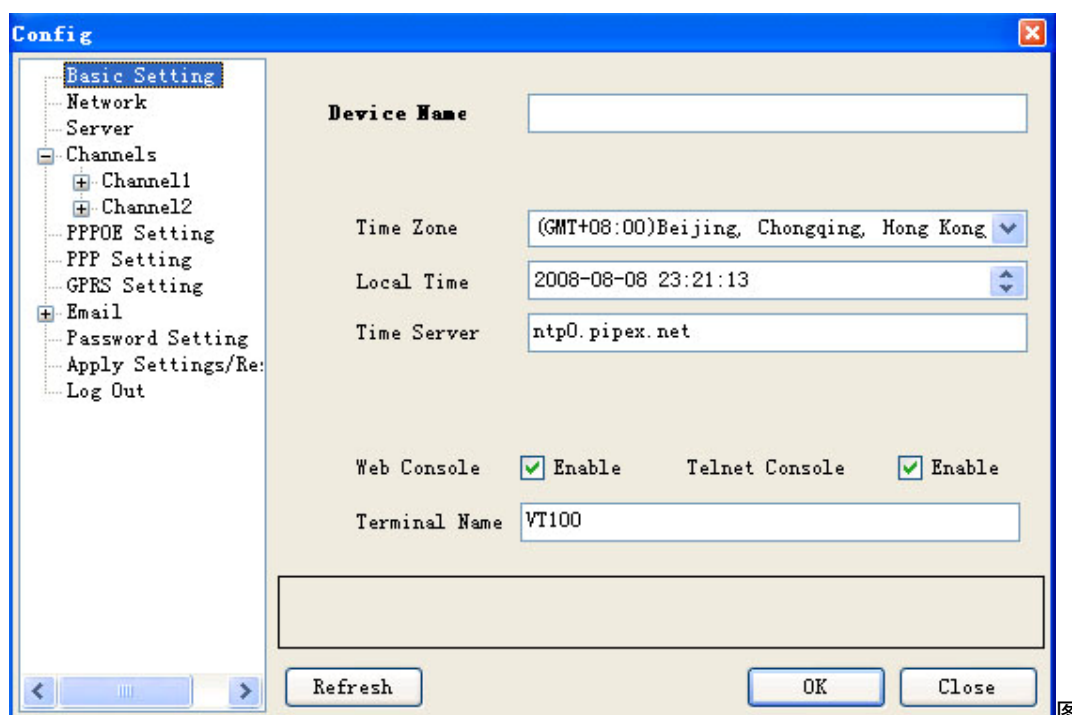 Config
Basic Setting
Network
Server
Channels
Channel1
Channel2
PPPOE Setting
PPP Setting
GPRS Setting
Email
Password Setting
Apply Settings/Re
Log Out
Device Name
Time Zone
(GMT+08:00)Beijing, Chongqing, Hong Kong
Local Time
2008-08-08 23:21:13
Time Server
ntp0.pipex.net
Web Console Enable Telnet Console Enable
Terminal Name
VT100
Refresh OK Close